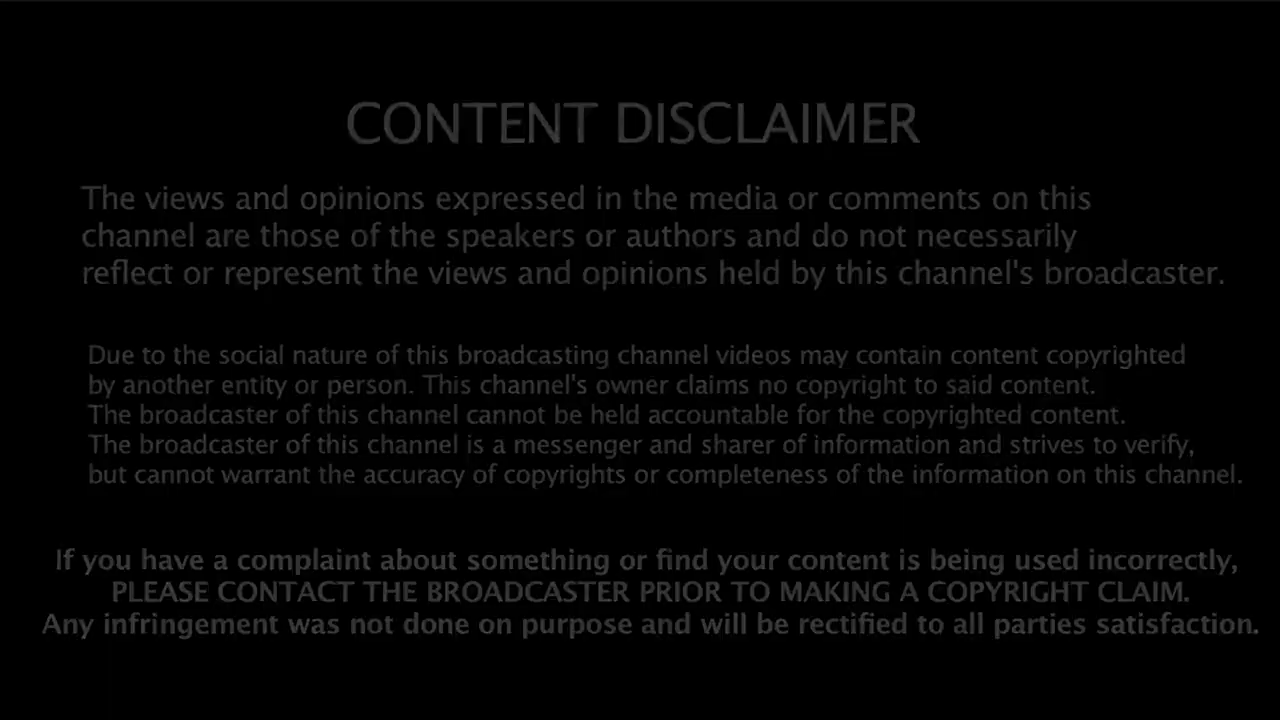 CONTENT DISCLAIMER
The views and opinions expressed in the media or comments on this
channel are those of the speakers or authors and do not necessarily
reflect or represent the views and opinions held by this channel's broadcaster.
Due to the social nature of this broadcasting channel videos may contain content copyrighted
by another entity or person. This channel's owner claims no copyright to said content.
The broadcaster of this channel cannot be held accountable for the copyrighted content.
The broadcaster of this channel is a messenger and sharer of information and strives to verify,
but cannot warrant the accuracy of copyrights or completeness of the information on this channel.
If you have a complaint about something or find your content is being used incorrectly,
PLEASE CONTACT THE BROADCASTER PRIOR TO MAKING A COPYRIGHT CLAIM.
Any infringement was not done on purpose and will be rectified to all parties satisfaction.